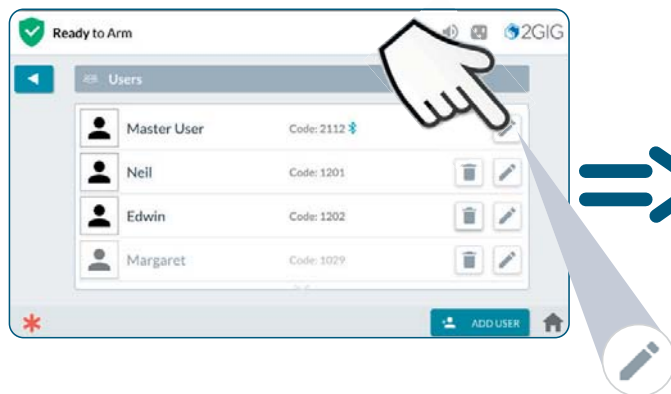 Ready to Arm
2GIG
Users
Master User Code: 2112
Neil Code: 1201
Edwin Code: 1202
Margaret Code: 1029
ADD USER